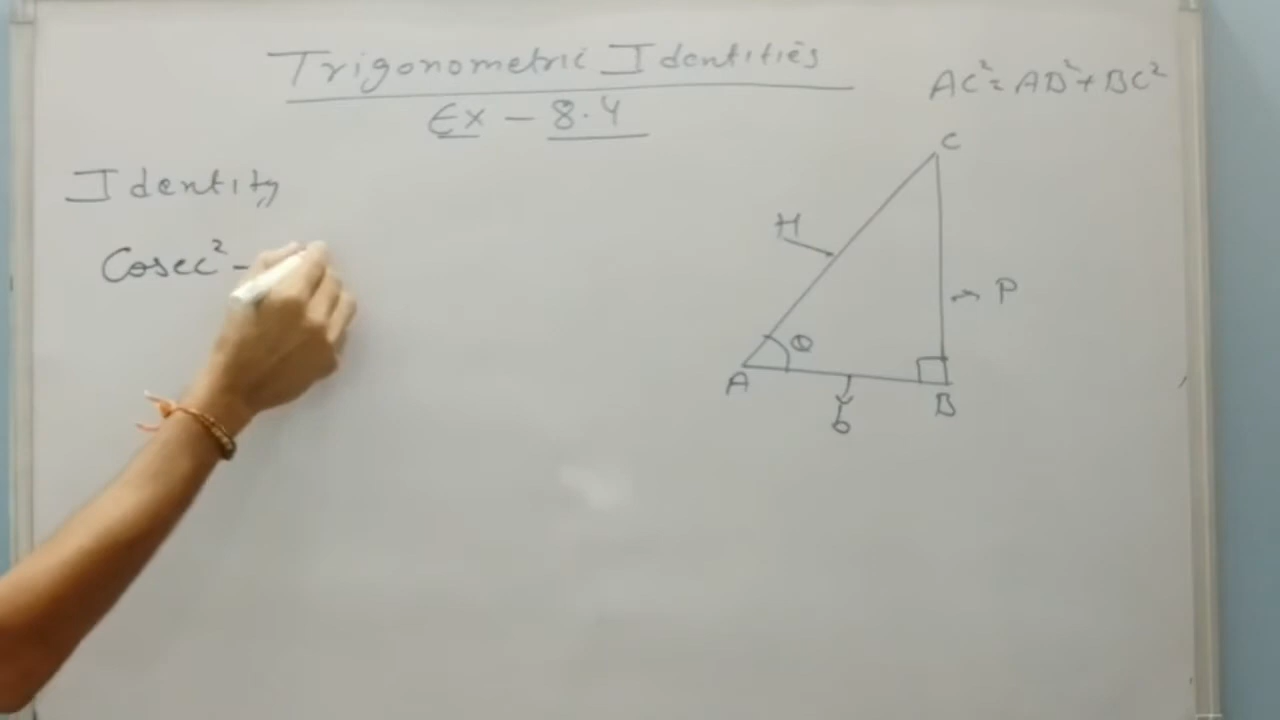 Trigonometric Identities
Ex - 8.4
AC² = AB² + BC²
Identity
Cosec² -
C
H
P
θ
A
B
b